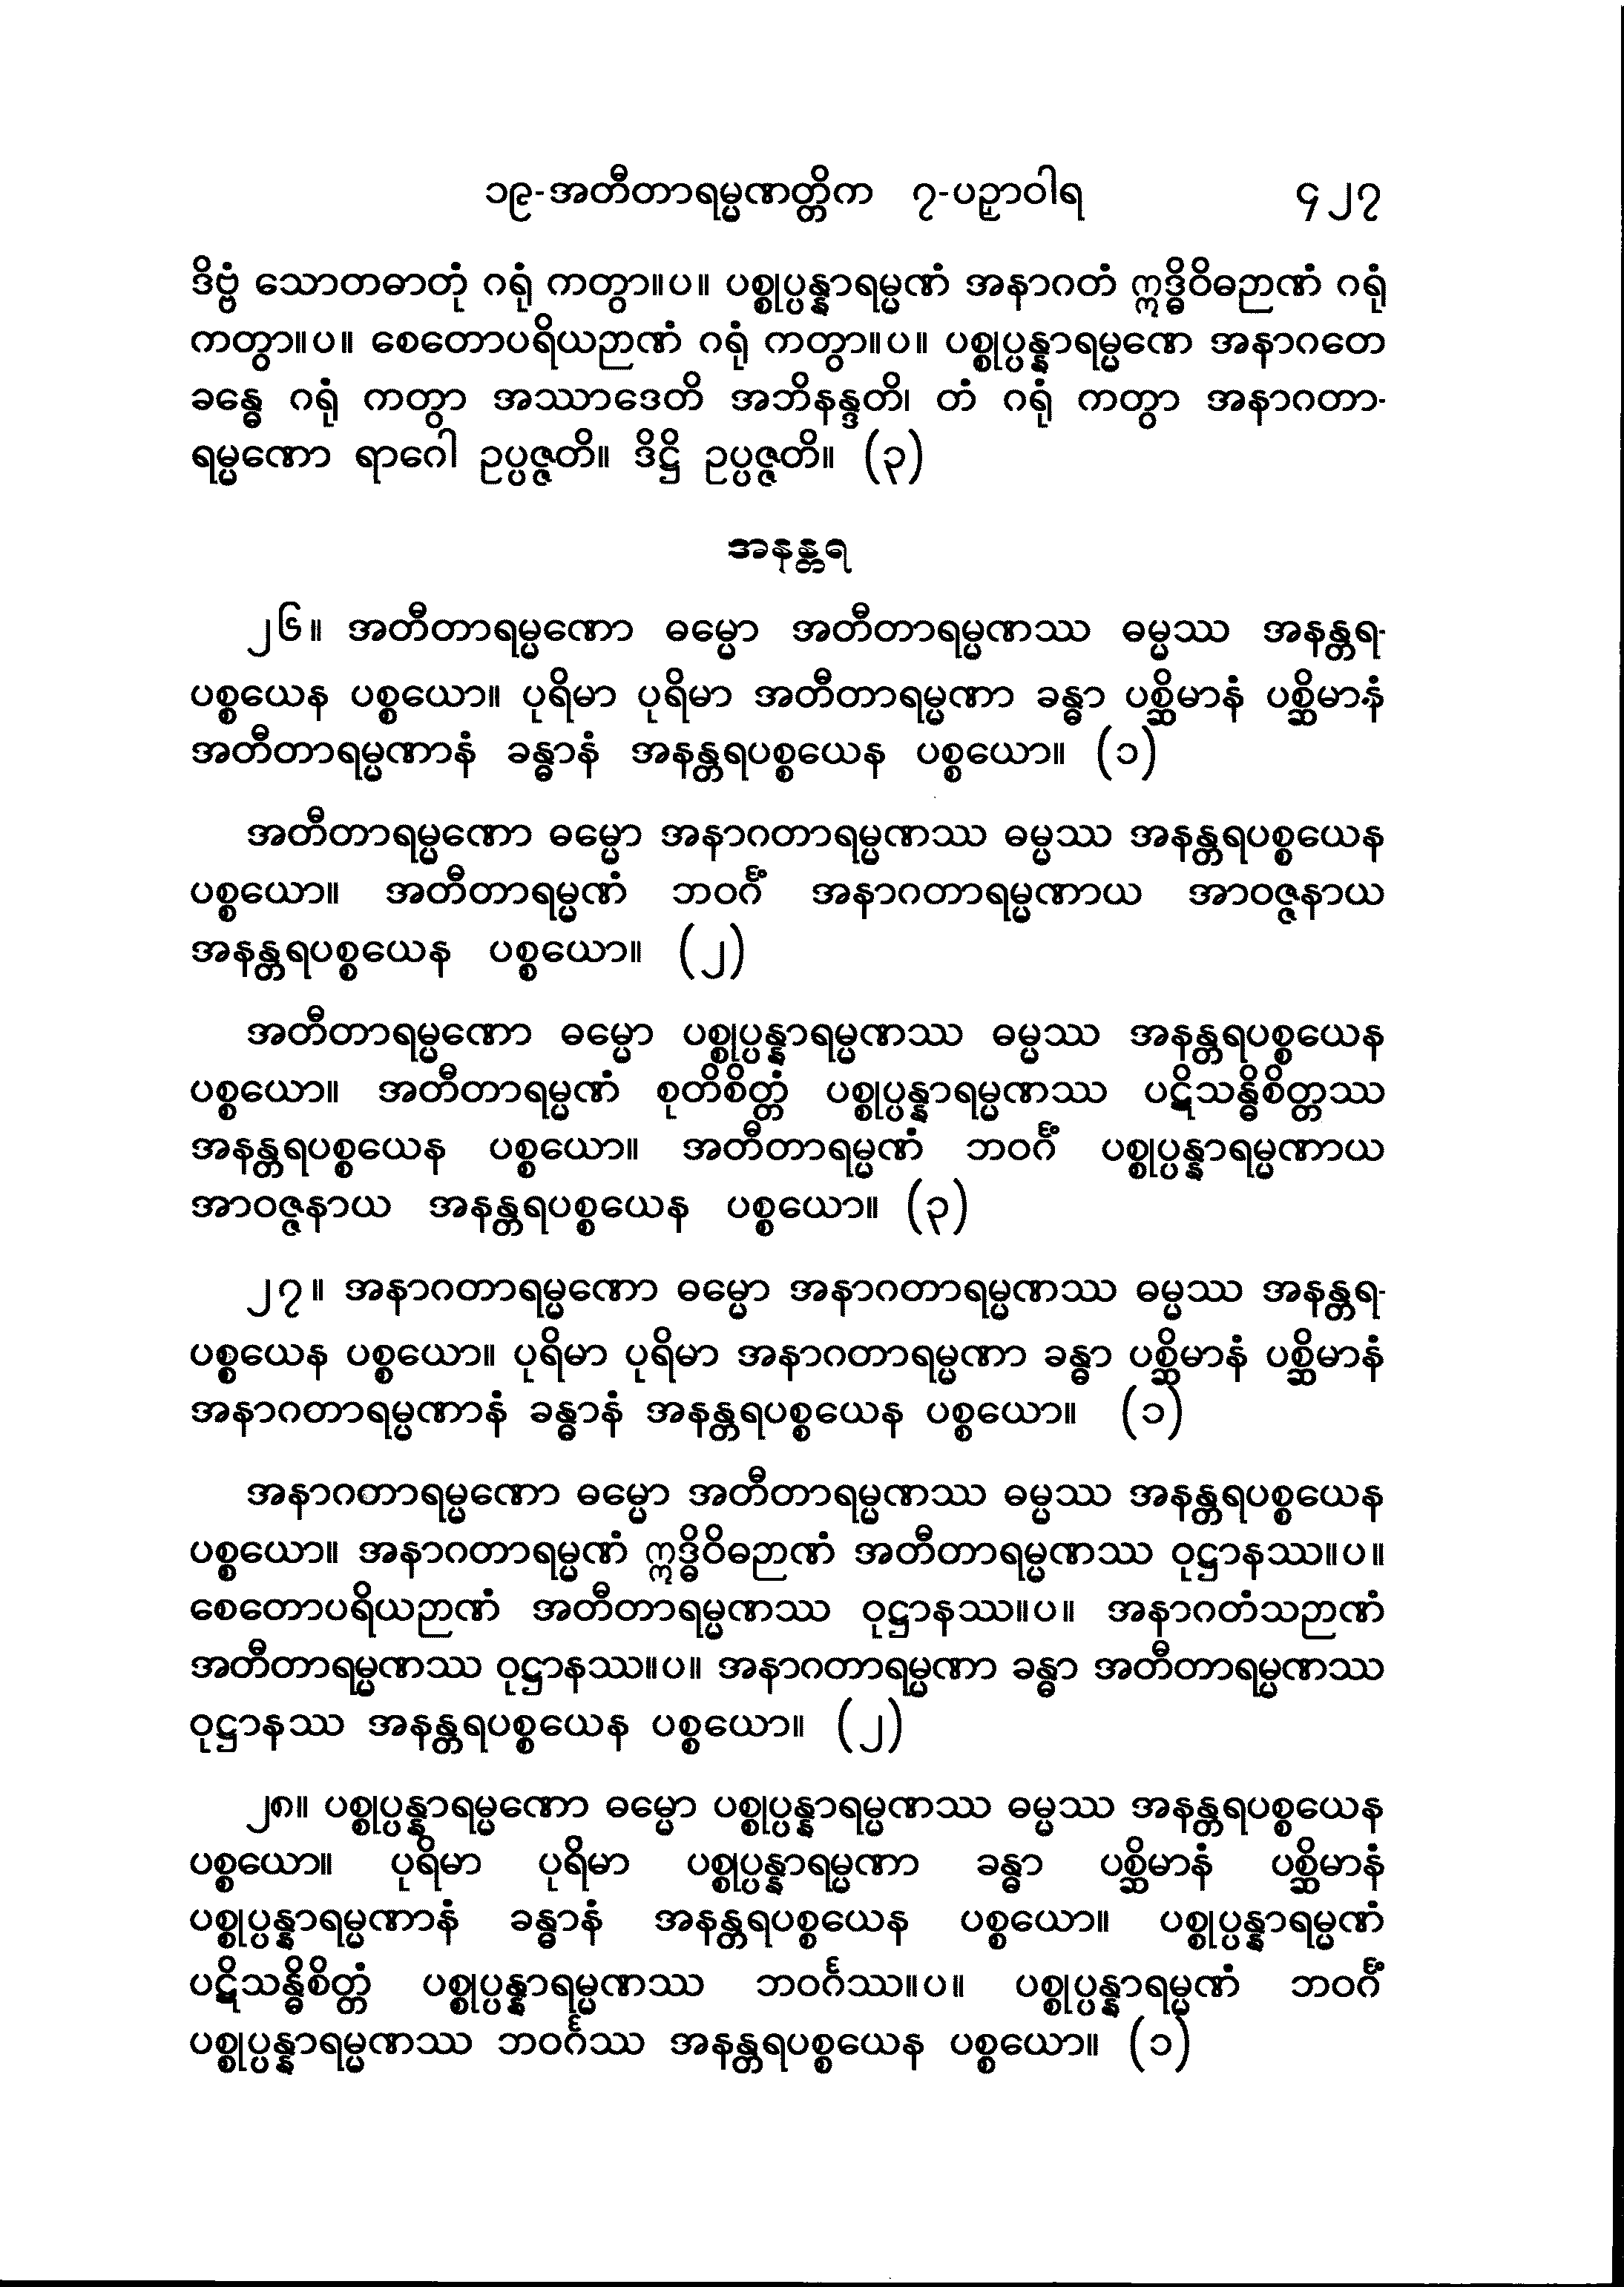 ၁၉-အတီတာရမ္မဏတ္တိက ၇-ပဉှာဝါရ ၄၂၇
ဒိဗ္ဗံ သောတဓာတုံ ဂရုံ ကတွာ။ပ။ ပစ္စုပ္ပန္နာရမ္မဏံ အနာဂတံ ဣဒ္ဓိဝိဓဉာဏံ ဂရုံ
ကတွာ။ပ။ စေတောပရိယဉာဏံ ဂရုံ ကတွာ။ပ။ ပစ္စုပ္ပန္နာရမ္မဏေ အနာဂတေ
ခန္ဓေ ဂရုံ ကတွာ အဿာဒေတိ အဘိနန္ဒတိ၊ တံ ဂရုံ ကတွာ အနာဂတာ-
ရမ္မဏော ရာဂေါ ဥပ္ပဇ္ဇတိ။ ဒိဋ္ဌိ ဥပ္ပဇ္ဇတိ။ (၃)
အနန္တရ
၂၆။ အတီတာရမ္မဏော ဓမ္မော အတီတာရမ္မဏဿ ဓမ္မဿ အနန္တရ-
ပစ္စယေန ပစ္စယော။ ပုရိမာ ပုရိမာ အတီတာရမ္မဏာ ခန္ဓာ ပစ္ဆိမာနံ ပစ္ဆိမာနံ
အတီတာရမ္မဏာနံ ခန္ဓာနံ အနန္တရပစ္စယေန ပစ္စယော။ (၁)
အတီတာရမ္မဏော ဓမ္မော အနာဂတာရမ္မဏဿ ဓမ္မဿ အနန္တရပစ္စယေန
ပစ္စယော။ အတီတာရမ္မဏံ ဘဝင်္ဂံ အနာဂတာရမ္မဏာယ အာဝဇ္ဇနာယ
အနန္တရပစ္စယေန ပစ္စယော။ (၂)
အတီတာရမ္မဏော ဓမ္မော ပစ္စုပ္ပန္နာရမ္မဏဿ ဓမ္မဿ အနန္တရပစ္စယေန
ပစ္စယော။ အတီတာရမ္မဏံ စုတိစိတ္တံ ပစ္စုပ္ပန္နာရမ္မဏဿ ပဋိသန္ဓိစိတ္တဿ
အနန္တရပစ္စယေန ပစ္စယော။ အတီတာရမ္မဏံ ဘဝင်္ဂံ ပစ္စုပ္ပန္နာရမ္မဏာယ
အာဝဇ္ဇနာယ အနန္တရပစ္စယေန ပစ္စယော။ (၃)
၂၇။ အနာဂတာရမ္မဏော ဓမ္မော အနာဂတာရမ္မဏဿ ဓမ္မဿ အနန္တရ-
ပစ္စယေန ပစ္စယော။ ပုရိမာ ပုရိမာ အနာဂတာရမ္မဏာ ခန္ဓာ ပစ္ဆိမာနံ ပစ္ဆိမာနံ
အနာဂတာရမ္မဏာနံ ခန္ဓာနံ အနန္တရပစ္စယေန ပစ္စယော။ (၁)
အနာဂတာရမ္မဏော ဓမ္မော အတီတာရမ္မဏဿ ဓမ္မဿ အနန္တရပစ္စယေန
ပစ္စယော။ အနာဂတာရမ္မဏံ ဣဒ္ဓိဝိဓဉာဏံ အတီတာရမ္မဏဿ ဝုဋ္ဌာနဿ။ပ။
စေတောပရိယဉာဏံ အတီတာရမ္မဏဿ ဝုဋ္ဌာနဿ။ပ။ အနာဂတံသဉာဏံ
အတီတာရမ္မဏဿ ဝုဋ္ဌာနဿ။ပ။ အနာဂတာရမ္မဏာ ခန္ဓာ အတီတာရမ္မဏဿ
ဝုဋ္ဌာနဿ အနန္တရပစ္စယေန ပစ္စယော။ (၂)
၂၈။ ပစ္စုပ္ပန္နာရမ္မဏော ဓမ္မော ပစ္စုပ္ပန္နာရမ္မဏဿ ဓမ္မဿ အနန္တရပစ္စယေန
ပစ္စယော။ ပုရိမာ ပုရိမာ ပစ္စုပ္ပန္နာရမ္မဏာ ခန္ဓာ ပစ္ဆိမာနံ ပစ္ဆိမာနံ
ပစ္စုပ္ပန္နာရမ္မဏာနံ ခန္ဓာနံ အနန္တရပစ္စယေန ပစ္စယော။ ပစ္စုပ္ပန္နာရမ္မဏံ
ပဋိသန္ဓိစိတ္တံ ပစ္စုပ္ပန္နာရမ္မဏဿ ဘဝင်္ဂဿ။ပ။ ပစ္စုပ္ပန္နာရမ္မဏံ ဘဝင်္ဂံ
ပစ္စုပ္ပန္နာရမ္မဏဿ ဘဝင်္ဂဿ အနန္တရပစ္စယေန ပစ္စယော။ (၁)